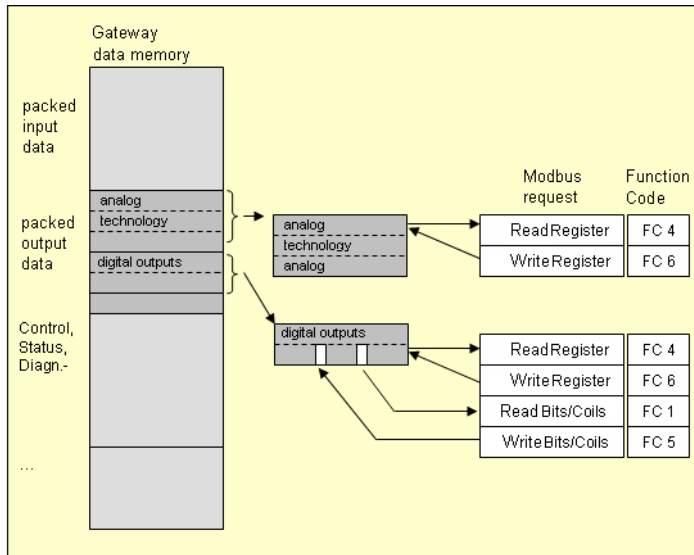 Gateway
data memory
packed
input
data
analog
technology
packed
output
data
digital outputs
Control,
Status,
Diagn.-
...
analog
technology
analog
digital outputs
Modbus
request
Function
Code
Read Register FC 4
Write Register FC 6
Read Register FC 4
Write Register FC 6
Read Bits/Coils FC 1
Write Bits/Coils FC 5